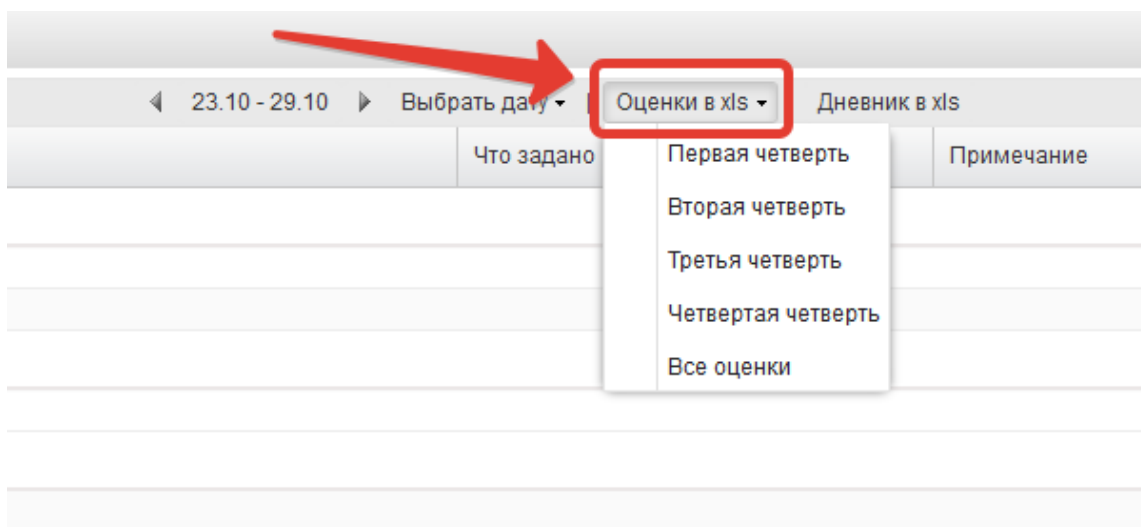 23.10 - 29.10 Выбрать дату Оценки в xls Дневник в xls
Что задано Примечание
Первая четверть
Вторая четверть
Третья четверть
Четвертая четверть
Все оценки